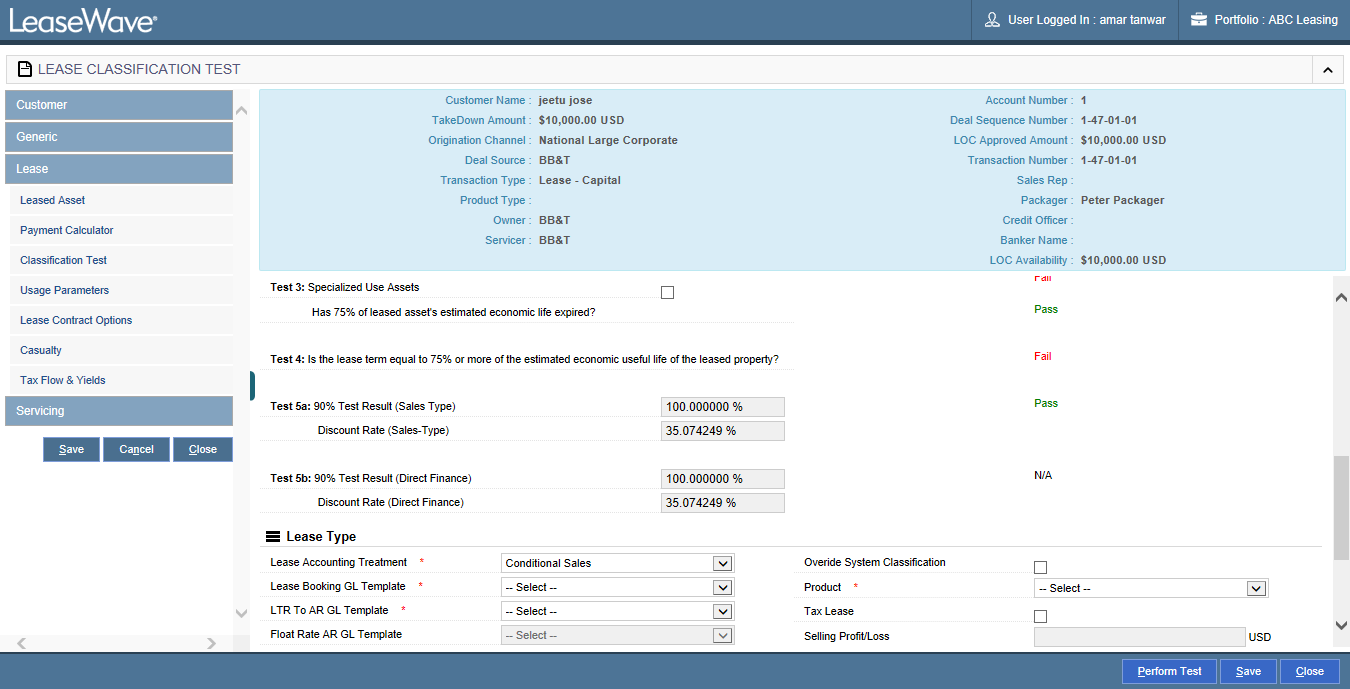 LeaseWave®
User Logged In : amar tanwar
Portfolio : ABC Leasing
LEASE CLASSIFICATION TEST
Customer
Generic
Lease
Leased Asset
Payment Calculator
Classification Test
Usage Parameters
Lease Contract Options
Casualty
Tax Flow & Yields
Servicing
Save
Cancel
Close
Customer Name : jeetu jose
Account Number : 1
TakeDown Amount : $10,000.00 USD
Deal Sequence Number : 1-47-01-01
Origination Channel : National Large Corporate
LOC Approved Amount : $10,000.00 USD
Deal Source : BB&T
Transaction Number : 1-47-01-01
Transaction Type : Lease - Capital
Sales Rep :
Product Type :
Packager : Peter Packager
Owner : BB&T
Credit Officer :
Servicer : BB&T
Banker Name :
LOC Availability : $10,000.00 USD
Fail
Test 3: Specialized Use Assets
Has 75% of leased asset's estimated economic life expired?
Pass
Test 4: Is the lease term equal to 75% or more of the estimated economic useful life of the leased property?
Fail
Test 5a: 90% Test Result (Sales Type)
100.000000 %
Pass
Discount Rate (Sales-Type)
35.074249 %
Test 5b: 90% Test Result (Direct Finance)
100.000000 %
N/A
Discount Rate (Direct Finance)
35.074249 %
Lease Type
Lease Accounting Treatment *
Conditional Sales
Overide System Classification
Lease Booking GL Template *
-- Select --
Product *
-- Select --
LTR To AR GL Template *
-- Select --
Tax Lease
Float Rate AR GL Template
-- Select --
Selling Profit/Loss
USD
Perform Test
Save
Close